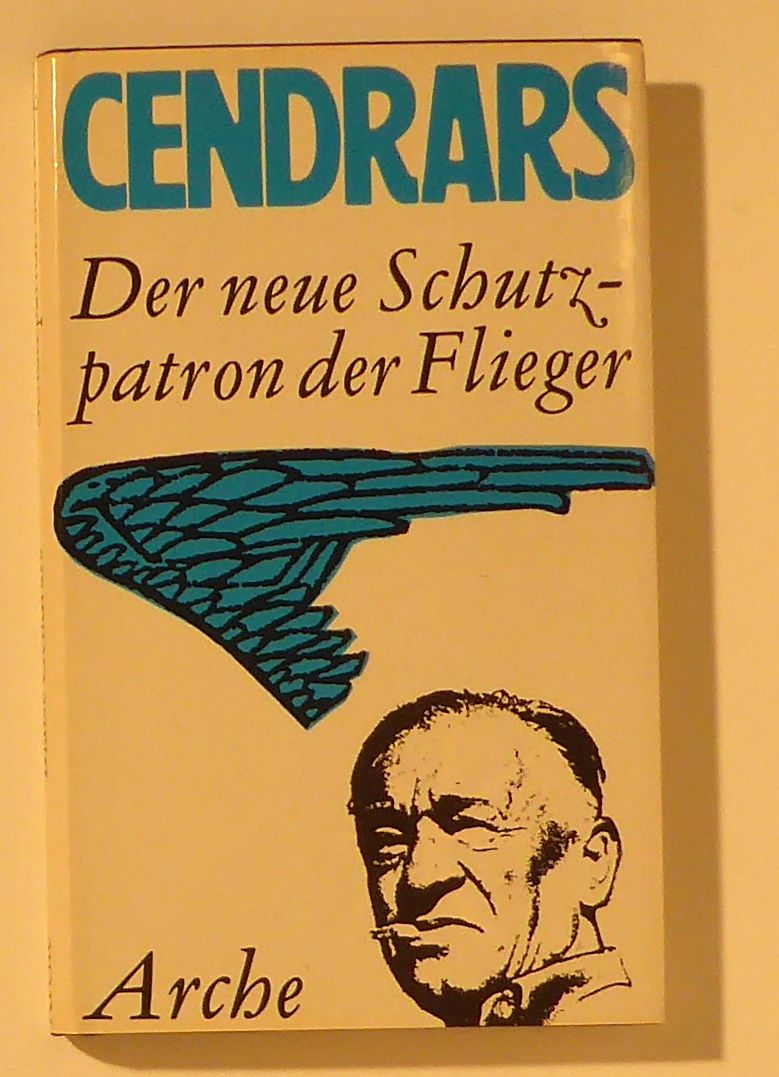 CENDRARS
Der neue Schutz-
patron der Flieger
Arche